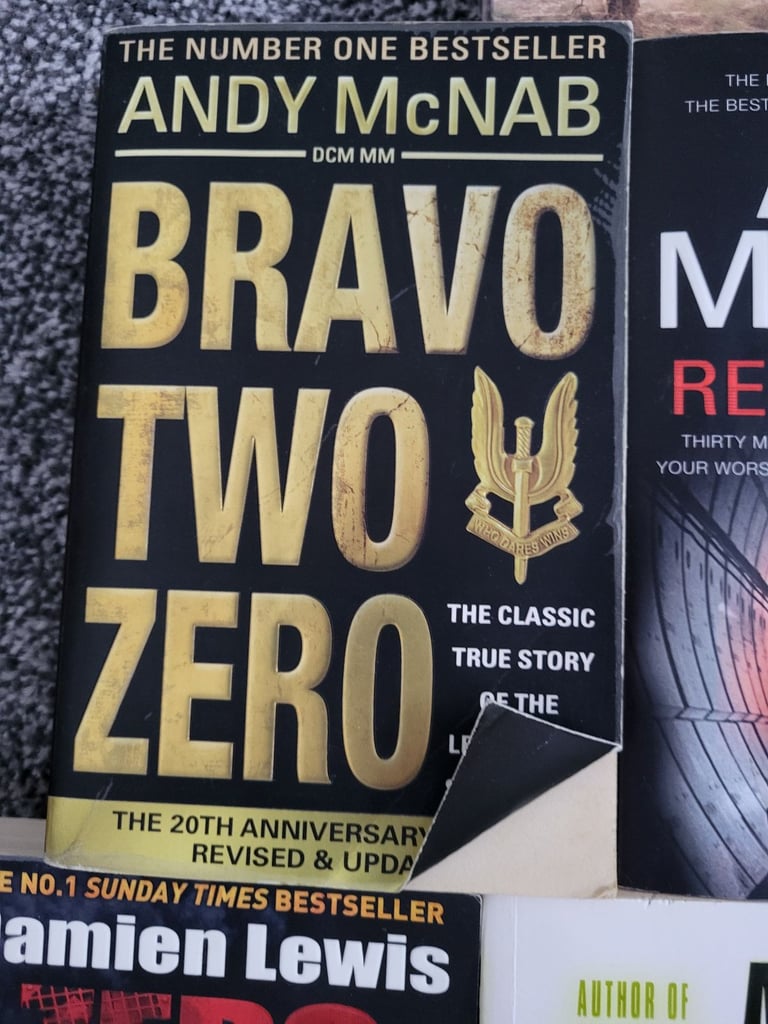 THE NUMBER ONE BESTSELLER
ANDY McNAB
DCM MM
BRAVO
TWO
ZERO
WHO DARES WINS
THE CLASSIC
TRUE STORY
OF THE
THE 20TH ANNIVERSARY
REVISED &
THE
THE BEST
M
RE
THIRTY M
YOUR WORS
E NO.1 SUNDAY TIMES BESTSELLER
Damien Lewis
AUTHOR OF